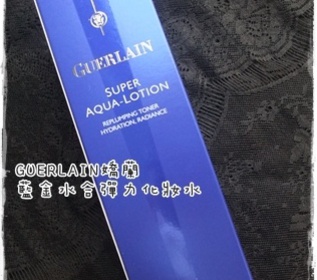 GUERLAIN
SUPER
AQUA-LOTION
REPLUMPING TONER
HYDRATION, RADIANCE
GUERLAIN嬌蘭
藍金水合彈力化妝水